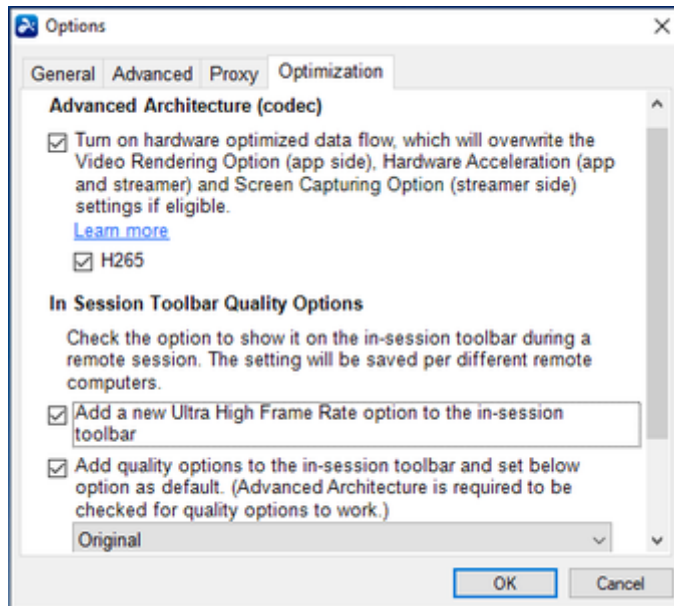 Options
General Advanced Proxy Optimization
Advanced Architecture (codec)
Turn on hardware optimized data flow, which will overwrite the
Video Rendering Option (app side), Hardware Acceleration (app
and streamer) and Screen Capturing Option (streamer side)
settings if eligible.
Learn more
H265
In Session Toolbar Quality Options
Check the option to show it on the in-session toolbar during a
remote session. The setting will be saved per different remote
computers.
Add a new Ultra High Frame Rate option to the in-session
toolbar
Add quality options to the in-session toolbar and set below
option as default. (Advanced Architecture is required to be
checked for quality options to work.)
Original
OK Cancel